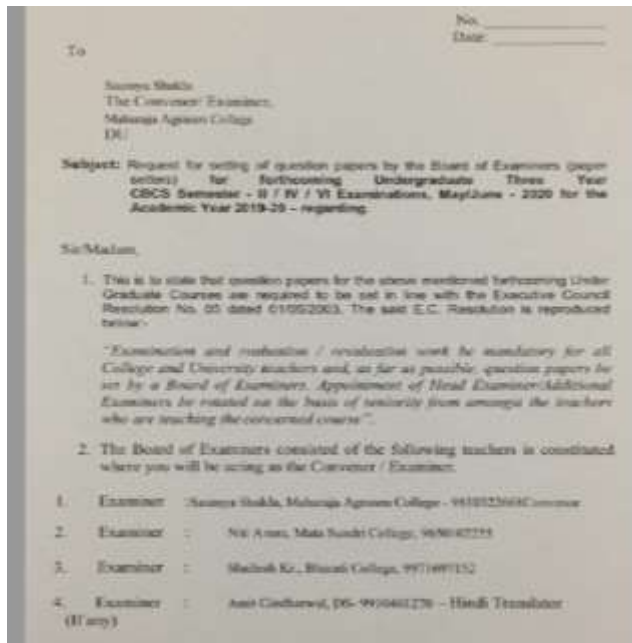 No.
Date:
To
Shukla
The Convener/ Examiner,
Maharaja Agrasen College
DU
Subject: Request for setting of question papers by the Board of Examiners (paper
setters) for forthcoming Undergraduate Three Year
CBCS Semester - II / IV / VI Examinations, May/June - 2020 for the
Academic Year 2019-20 – regarding.
Sir/Madam,
1. This is to state that question papers for the above mentioned forthcoming Under
Graduate Courses are required to be set in line with the Executive Council
Resolution No. 05 dated The said E.C. Resolution is reproduced
below:-
"Examination and evaluation / revaluation work be mandatory for all
College and University teachers and, as far as possible, question papers be
set by a Board of Examiners. Appointment of Head Examiner/Additional
Examiners be rotated on the basis of seniority from amongst the teachers
who are teaching the concerned course".
2. The Board of Examiners consisted of the following teachers is constituted
where you will be acting as the Convener / Examiner.
1. Examiner : Shukla, Maharaja Agrasen College -
2. Examiner : Mata Sundri College,
3. Examiner : Kr., Bharati College,
4. Examiner : – Hindi Translator
(If any)